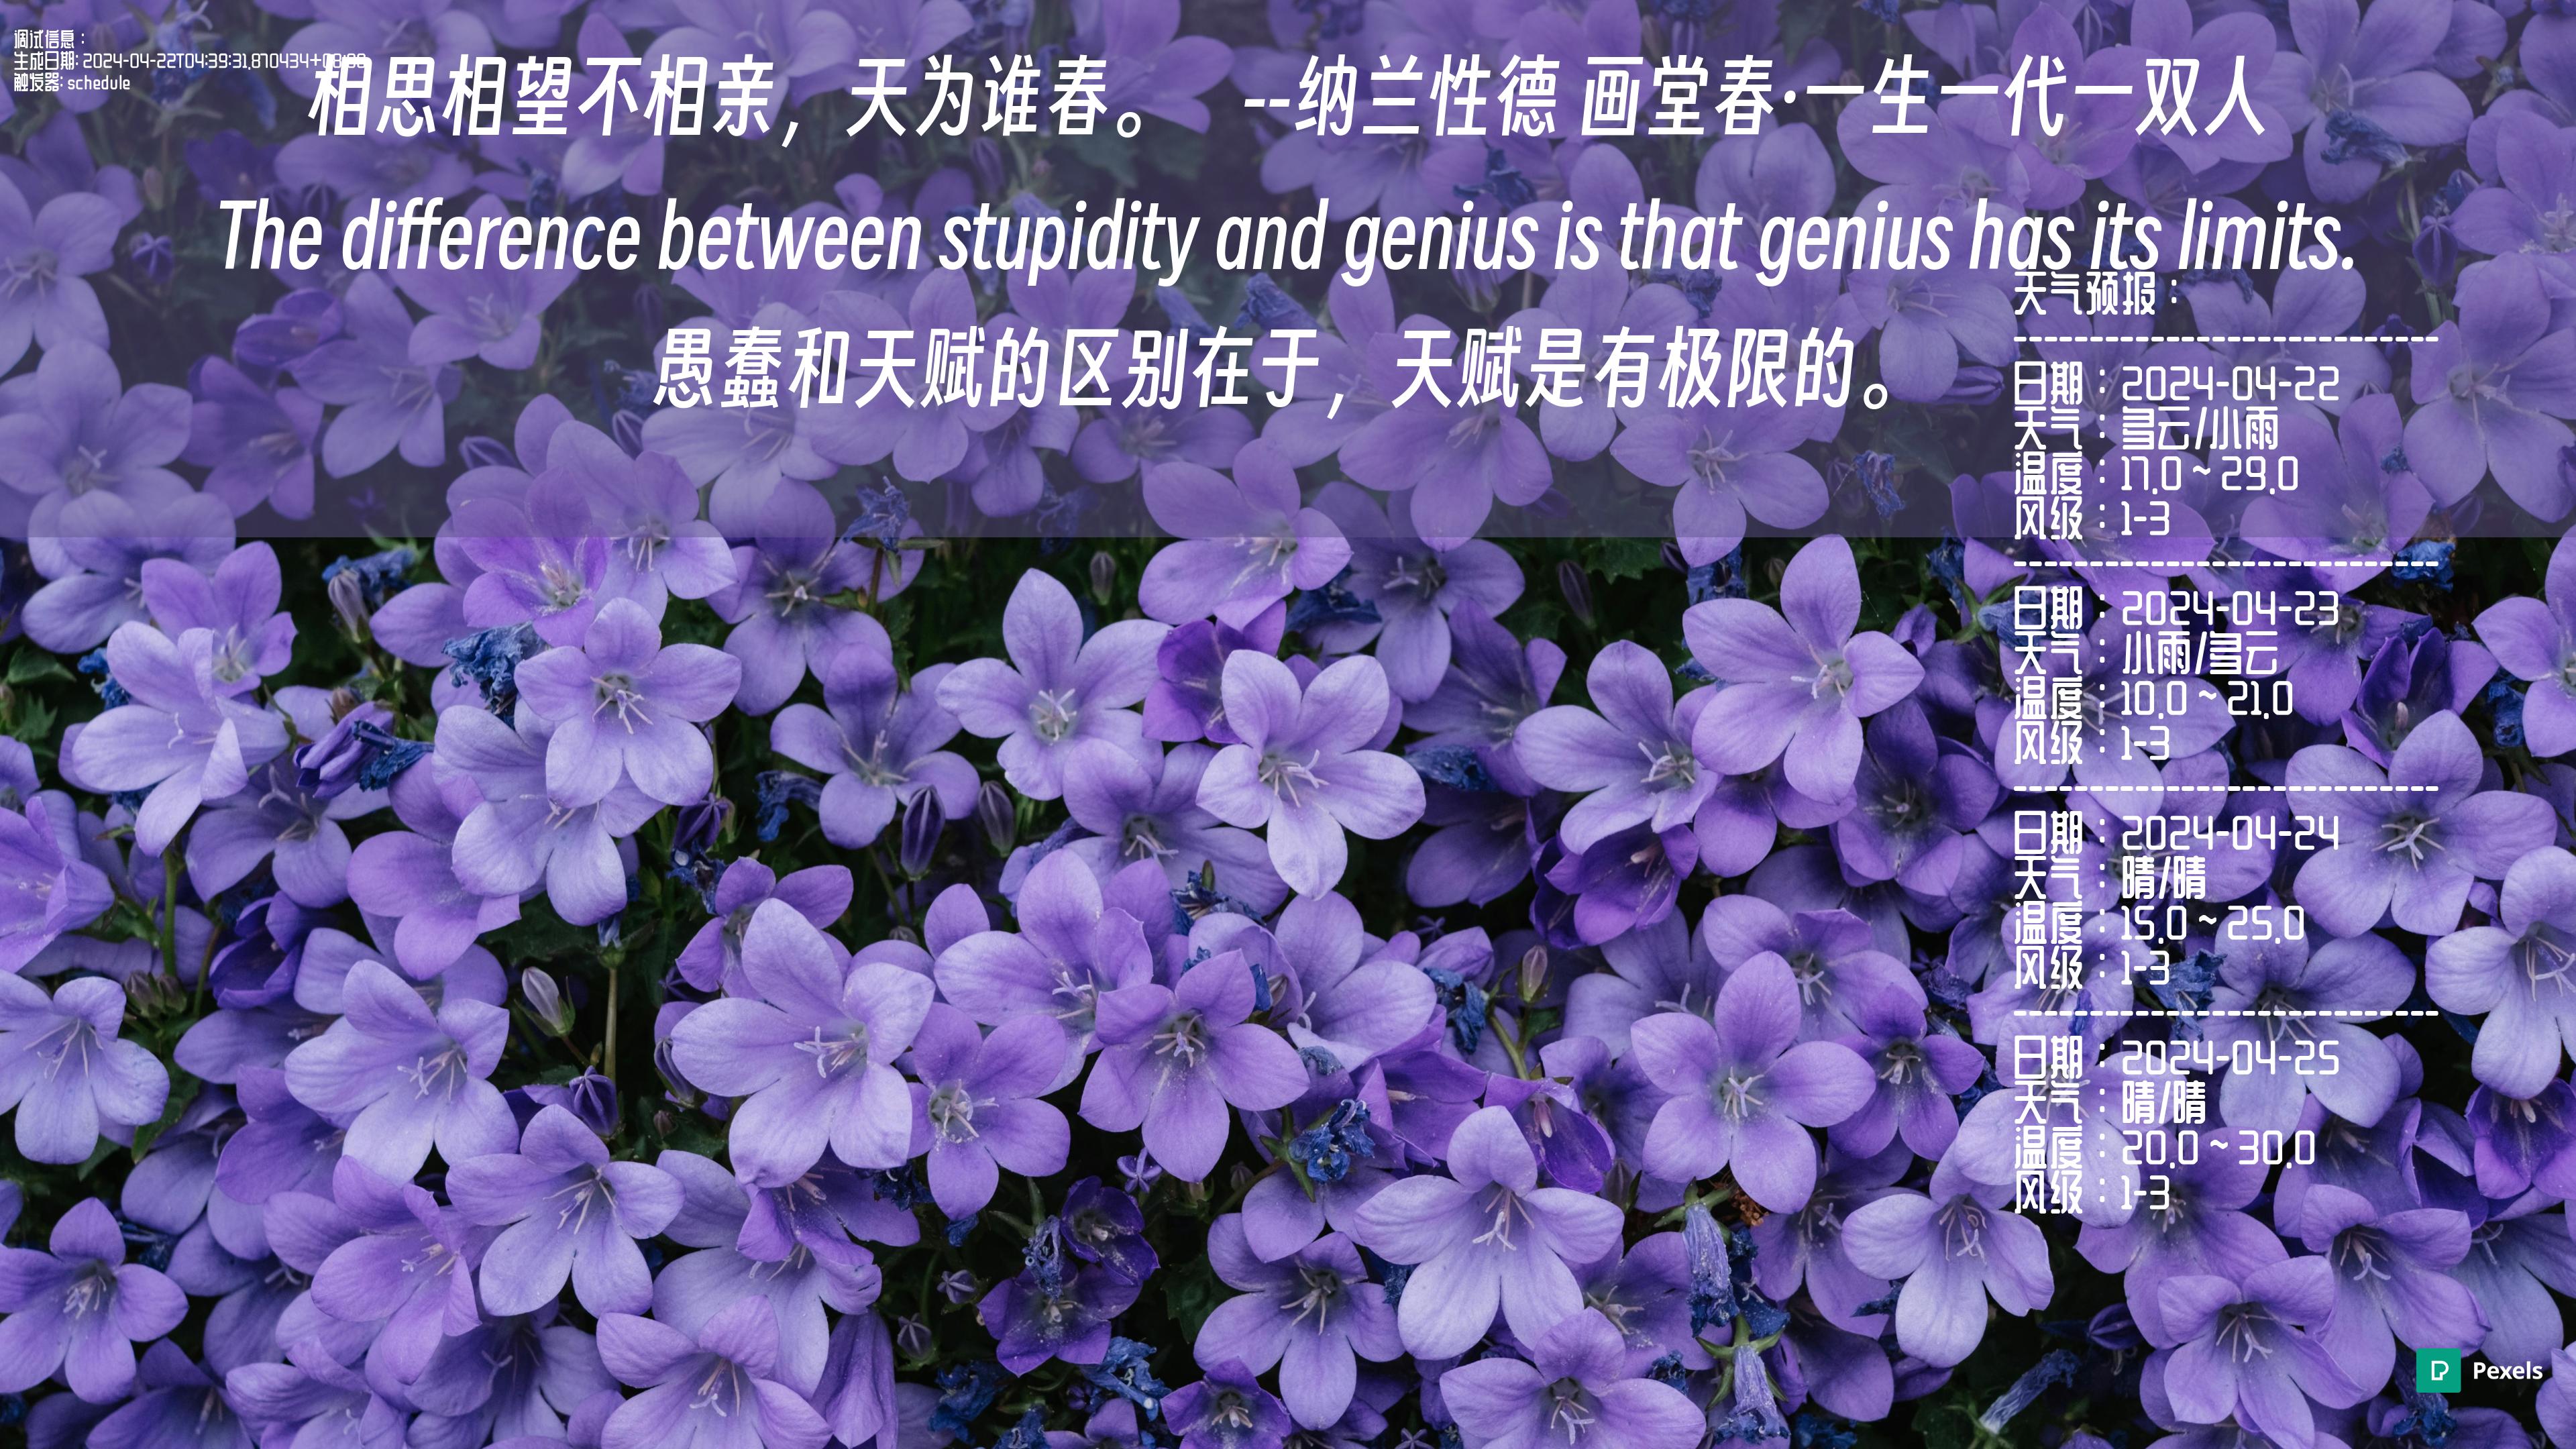 调试信息：
生成日期: 2024-04-22T04:39:31.870434+08:00
触发器: schedule
相思相望不相亲，天为谁春。 --纳兰性德 画堂春·一生一代一双人
The difference between stupidity and genius is that genius has its limits.
愚蠢和天赋的区别在于，天赋是有极限的。
天气预报：
----------------------------
日期：2024-04-22
天气：多云/小雨
温度：17.0 ~ 29.0
风级：1-3
----------------------------
日期：2024-04-23
天气：小雨/多云
温度：10.0 ~ 21.0
风级：1-3
----------------------------
日期：2024-04-24
天气：晴/晴
温度：15.0 ~ 25.0
风级：1-3
----------------------------
日期：2024-04-25
天气：晴/晴
温度：20.0 ~ 30.0
风级：1-3
Pexels